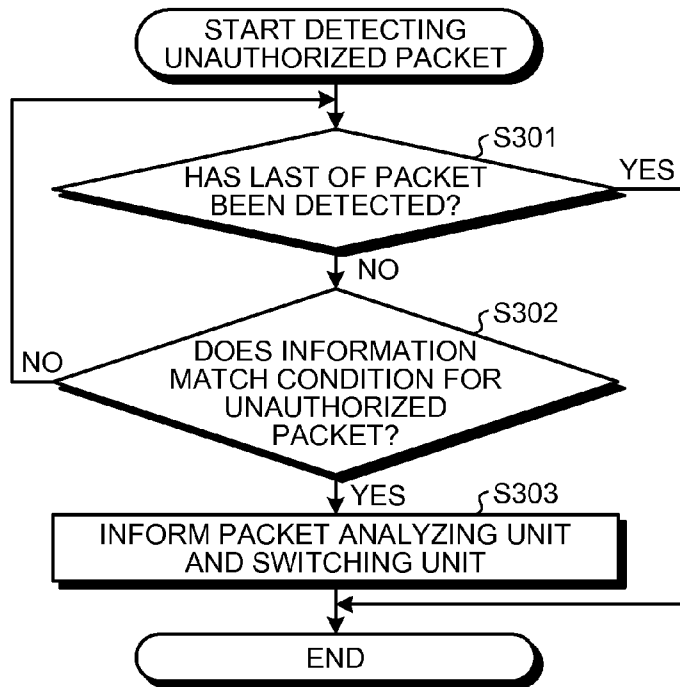 START DETECTING
UNAUTHORIZED PACKET
S301
HAS LAST OF PACKET
BEEN DETECTED?
YES
NO
S302
DOES INFORMATION
MATCH CONDITION FOR
UNAUTHORIZED
PACKET?
NO
YES
S303
INFORM PACKET ANALYZING UNIT
AND SWITCHING UNIT
END